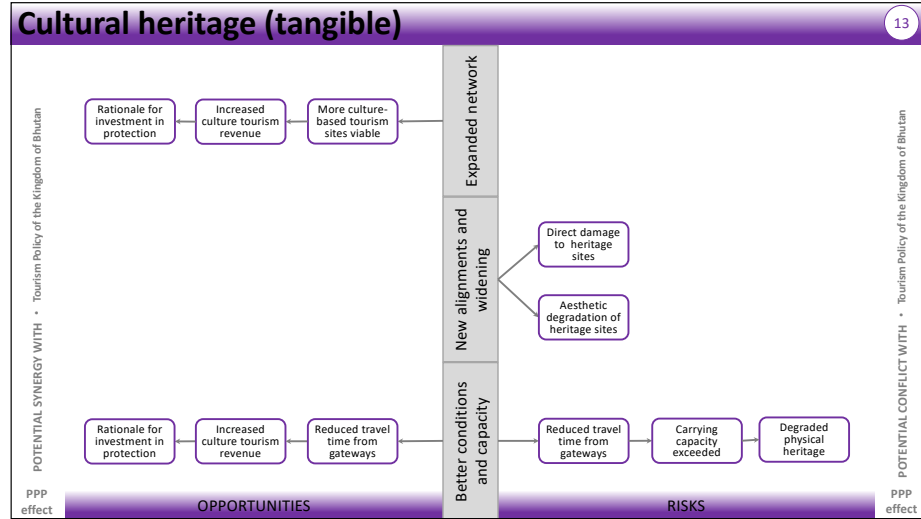 Cultural heritage (tangible)
13
POTENTIAL SYNERGY WITH • Tourism Policy of the Kingdom of Bhutan
Rationale for
investment in
protection
Increased
culture tourism
revenue
More culture-
based tourism
sites viable
Expanded network
New alignments and
widening
Direct damage
to heritage
sites
Aesthetic
degradation of
heritage sites
Rationale for
investment in
protection
Increased
culture tourism
revenue
Reduced travel
time from
gateways
Better conditions
and capacity
Reduced travel
time from
gateways
Carrying
capacity
exceeded
Degraded
physical
heritage
POTENTIAL CONFLICT WITH • Tourism Policy of the Kingdom of Bhutan
PPP
effect
OPPORTUNITIES
RISKS
PPP
effect